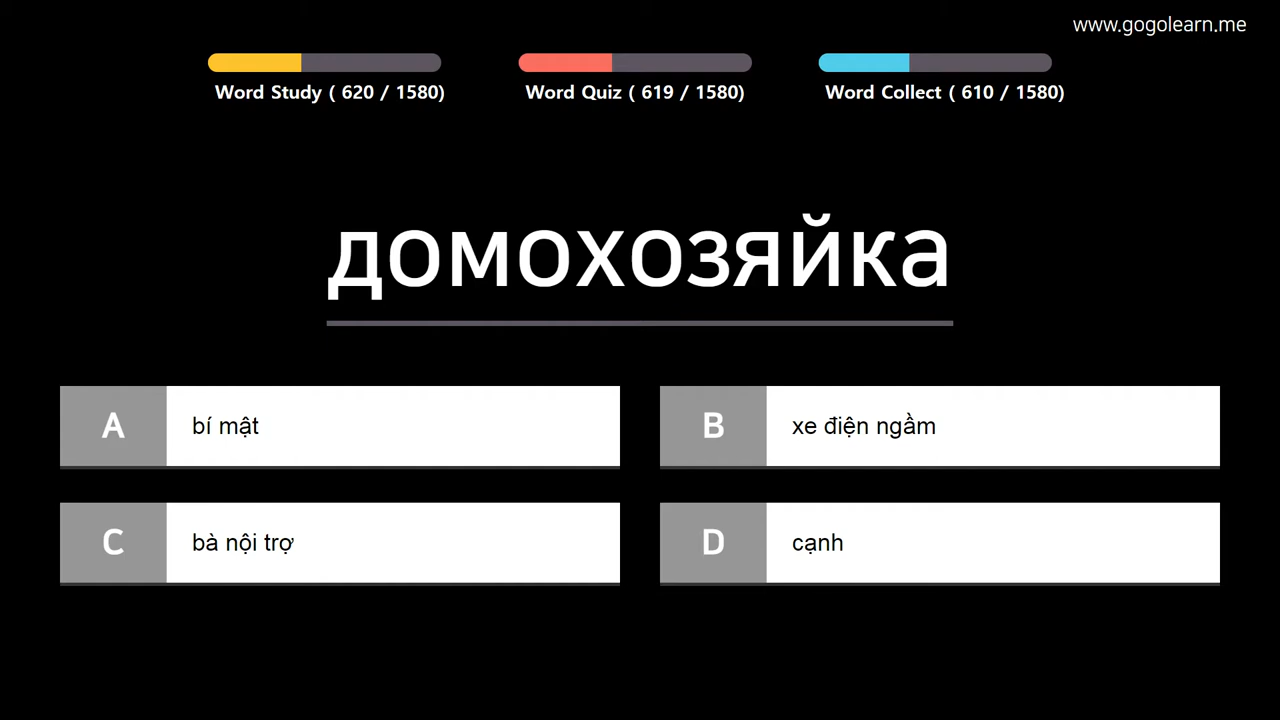 www.gogolearn.me
Word Study ( 620 / 1580)
Word Quiz ( 619 / 1580)
Word Collect ( 610 / 1580)
домохозяйка
A bí mật
B xe điện ngầm
C bà nội trợ
D cạnh